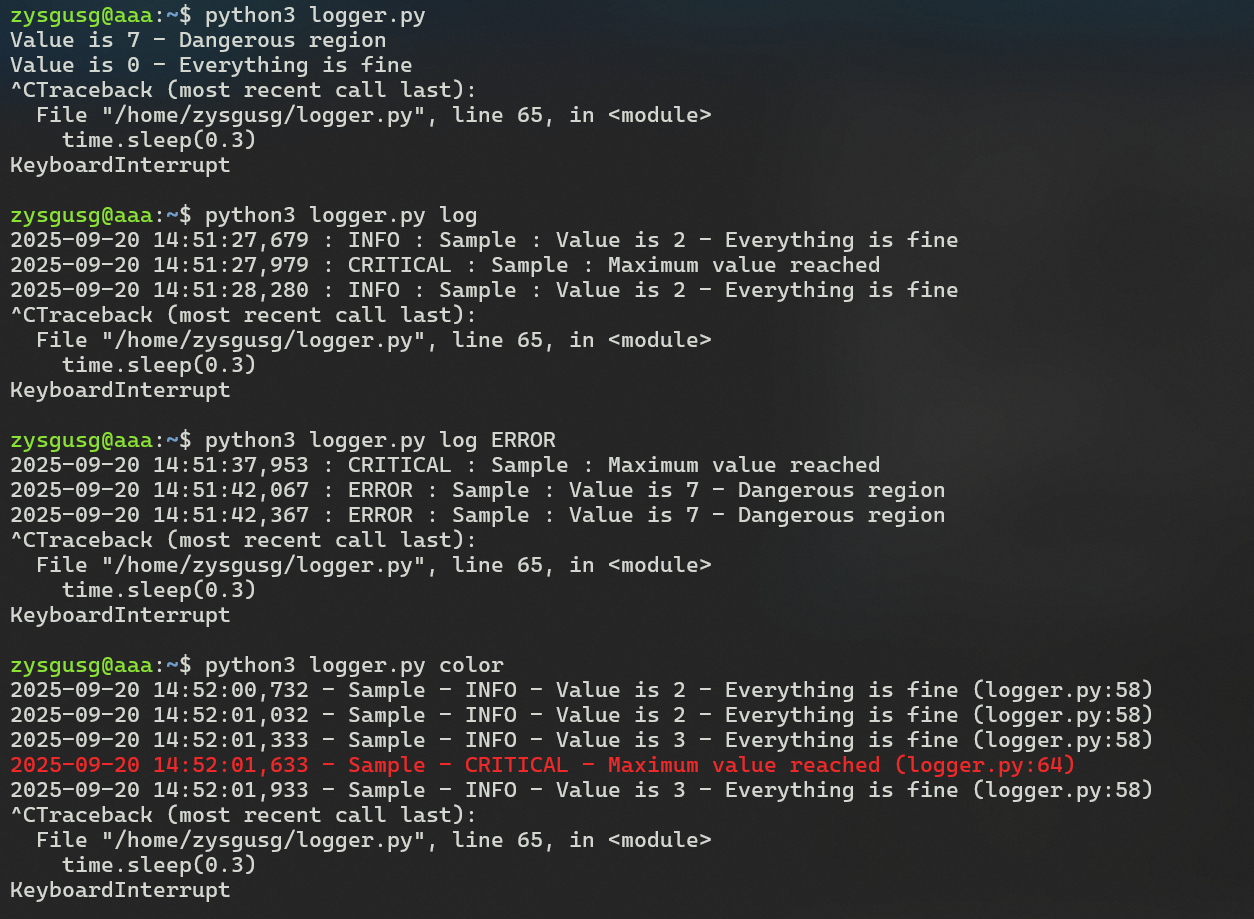 zysgusg@aaa:~$ python3 logger.py
Value is 7 - Dangerous region
Value is 0 - Everything is fine
^CTraceback (most recent call last):
  File "/home/zysgusg/logger.py", line 65, in <module>
    time.sleep(0.3)
KeyboardInterrupt

zysgusg@aaa:~$ python3 logger.py log
2025-09-20 14:51:27,679 : INFO : Sample : Value is 2 - Everything is fine
2025-09-20 14:51:27,979 : CRITICAL : Sample : Maximum value reached
2025-09-20 14:51:28,280 : INFO : Sample : Value is 2 - Everything is fine
^CTraceback (most recent call last):
  File "/home/zysgusg/logger.py", line 65, in <module>
    time.sleep(0.3)
KeyboardInterrupt

zysgusg@aaa:~$ python3 logger.py log ERROR
2025-09-20 14:51:37,953 : CRITICAL : Sample : Maximum value reached
2025-09-20 14:51:42,067 : ERROR : Sample : Value is 7 - Dangerous region
2025-09-20 14:51:42,367 : ERROR : Sample : Value is 7 - Dangerous region
^CTraceback (most recent call last):
  File "/home/zysgusg/logger.py", line 65, in <module>
    time.sleep(0.3)
KeyboardInterrupt

zysgusg@aaa:~$ python3 logger.py color
2025-09-20 14:52:00,732 - Sample - INFO - Value is 2 - Everything is fine (logger.py:58)
2025-09-20 14:52:01,032 - Sample - INFO - Value is 2 - Everything is fine (logger.py:58)
2025-09-20 14:52:01,333 - Sample - INFO - Value is 3 - Everything is fine (logger.py:58)
2025-09-20 14:52:01,633 - Sample - CRITICAL - Maximum value reached (logger.py:64)
2025-09-20 14:52:01,933 - Sample - INFO - Value is 3 - Everything is fine (logger.py:58)
^CTraceback (most recent call last):
  File "/home/zysgusg/logger.py", line 65, in <module>
    time.sleep(0.3)
KeyboardInterrupt